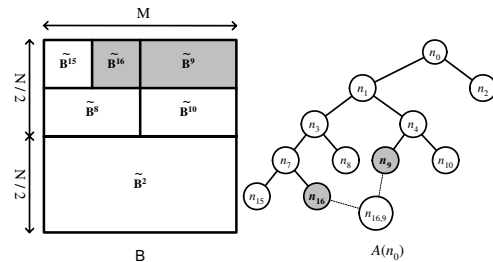 M
N / 2
N / 2
B̃¹⁵
B̃¹⁶
B̃⁹
B̃⁸
B̃¹⁰
B̃²
B
n₀
n₁
n₂
n₃
n₄
n₇
n₈
n₉
n₁₀
n₁₅
n₁₆
n₁₆,₉
A(n₀)